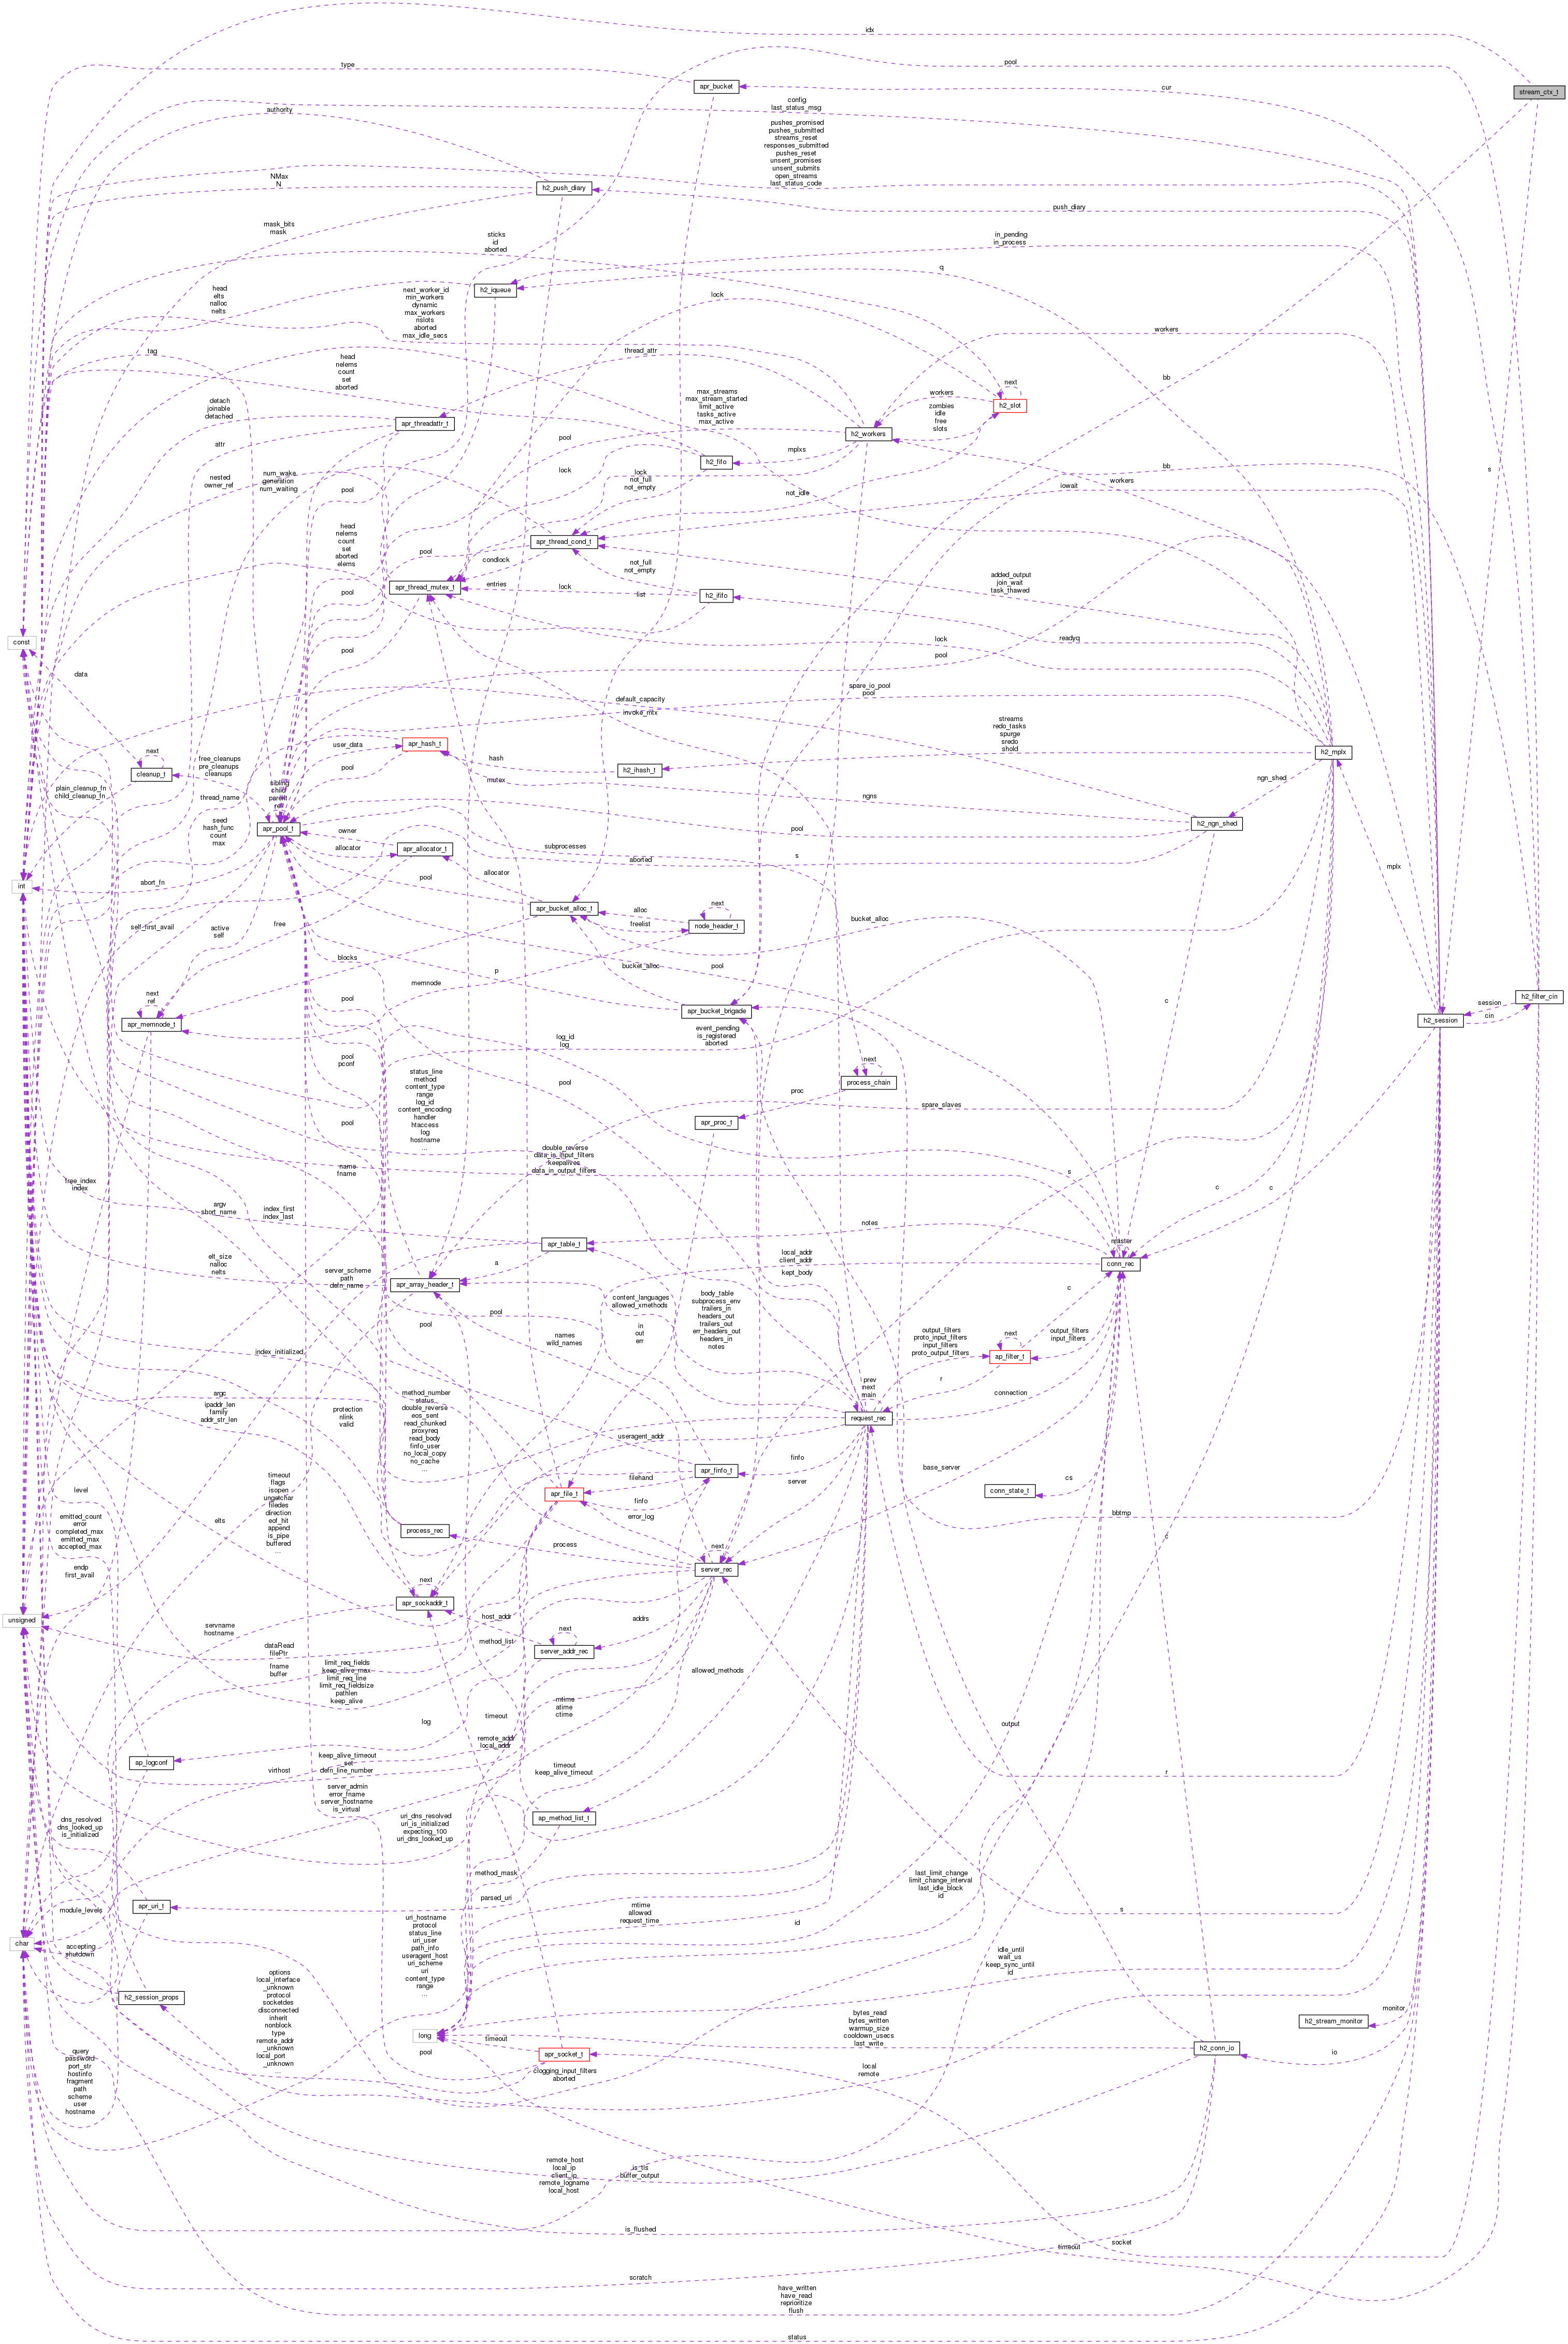 idx
pool
type
apr_bucket
cur
stream_ctx_t
config
last_status_msg
authority
pushes_promised
pushes_submitted
streams_reset
responses_submitted
pushes_reset
unsent_promises
unsent_submits
open_streams
last_status_code
NMax
N
h2_push_diary
push_diary
mask_bits
mask
sticks
id
aborted
in_pending
in_process
q
bb
s
head
elts
nalloc
nelts
h2_iqueue
next_worker_id
min_workers
dynamic
max_workers
nslots
aborted
max_idle_secs
lock
workers
tag
thread_attr
head
nelems
count
set
aborted
next
workers
h2_slot
max_streams
max_stream_started
limit_active
tasks_active
max_active
zombies
idle
free
slots
detach
joinable
detached
apr_threadattr_t
h2_workers
attr
pool
mplxs
h2_fifo
bb
nested
owner_ref
num_wake
generation
num_waiting
pool
lock
lock
not_full
not_empty
not_idle
iowait
workers
head
nelems
count
set
aborted
elems
apr_thread_cond_t
pool
condlock
not_full
not_empty
added_output
join_wait
task_thawed
pool
apr_thread_mutex_t
entries
lock
list
h2_ififo
const
pool
lock
pool
readyq
data
spare_io_pool
pool
default_capacity
invoke_mtx
streams
redo_tasks
spurge
sredo
shold
next
cleanup_t
free_cleanups
pre_cleanups
cleanups
user_data
apr_hash_t
pool
hash
h2_ihash_t
h2_mplx
mutex
ngn_shed
plain_cleanup_fn
child_cleanup_fn
thread_name
sibling
child
parent
ref
ngns
seed
hash_func
count
max
apr_pool_t
owner
apr_allocator_t
pool
h2_ngn_shed
allocator
subprocesses
aborted
s
mplx
int
abort_fn
pool
allocator
self_first_avail
active
self
free
apr_bucket_alloc_t
alloc
freelist
next
node_header_t
bucket_alloc
blocks
memnode
p
bucket_alloc
pool
next
ref
apr_memnode_t
pool
apr_bucket_brigade
c
h2_filter_cin
session
cin
h2_session
pool
pconf
log_id
log
event_pending
is_registered
aborted
next
process_chain
status_line
method
content_type
range
log_id
content_encoding
handler
htaccess
log
hostname
...
pool
proc
spare_slaves
apr_proc_t
pool
name
fname
double_reverse
data_in_input_filters
keepalives
data_in_output_filters
s
c
c
free_index
index
argv
short_name
index_first
index_last
apr_table_t
notes
master
conn_rec
elt_size
nalloc
nelts
server_scheme
path
defn_name
a
apr_array_header_t
local_addr
client_addr
kept_body
c
content_languages
allowed_xmethods
body_table
subprocess_env
trailers_in
headers_out
trailers_out
err_headers_out
headers_in
notes
pool
pool
index_initialized
names
wild_names
in
out
err
output_filters
proto_input_filters
input_filters
proto_output_filters
next
ap_filter_t
output_filters
input_filters
argc
r
prev
next
main
request_rec
connection
ipaddr_len
family
addr_str_len
protection
nlink
valid
method_number
status
double_reverse
eos_sent
read_chunked
proxyreq
read_body
finfo_user
no_local_copy
no_cache
...
useragent_addr
base_server
apr_finfo_t
finfo
filehand
cs
conn_state_t
timeout
flags
isopen
ungetchar
filedes
direction
eof_hit
append
is_pipe
buffered
...
level
apr_file_t
finfo
server
bbtmp
elts
emitted_count
error
completed_max
emitted_max
accepted_max
error_log
process_rec
process
c
next
server_rec
endp
first_avail
next
apr_sockaddr_t
unsigned
host_addr
addrs
servname
hostname
next
server_addr_rec
method_list
dataRead
filePtr
fname
buffer
limit_req_fields
keep_alive_max
limit_req_line
limit_req_fieldsize
pathlen
keep_alive
allowed_methods
mtime
atime
ctime
timeout
log
output
remote_addr
local_addr
ap_logconf
virthost
keep_alive_timeout
set
defn_line_number
timeout
keep_alive_timeout
r
server_admin
error_fname
server_hostname
is_virtual
ap_method_list_t
dns_resolved
dns_looked_up
is_initialized
uri_dns_resolved
uri_is_initialized
expecting_100
uri_dns_looked_up
method_mask
last_limit_change
limit_change_interval
last_idle_block
id
apr_uri_t
module_levels
parsed_uri
s
mtime
allowed
request_time
id
uri_hostname
protocol
status_line
uri_user
path_info
useragent_host
uri_scheme
uri
content_type
range
...
char
accepting
shutdown
idle_until
wait_us
keep_sync_until
id
options
local_interface
_unknown
protocol
socketdes
disconnected
inherit
nonblock
type
remote_addr
_unknown
local_port
_unknown
...
h2_session_props
monitor
h2_stream_monitor
long
bytes_read
bytes_written
warmup_size
cooldown_usecs
last_write
timeout
apr_socket_t
h2_conn_io
io
pool
query
password
port_str
hostinfo
fragment
path
scheme
user
hostname
clogging_input_filters
aborted
local
remote
remote_host
local_ip
client_ip
remote_logname
local_host
is_tls
buffer_output
is_flushed
timeout
socket
scratch
have_written
have_read
reprioritize
flush
status